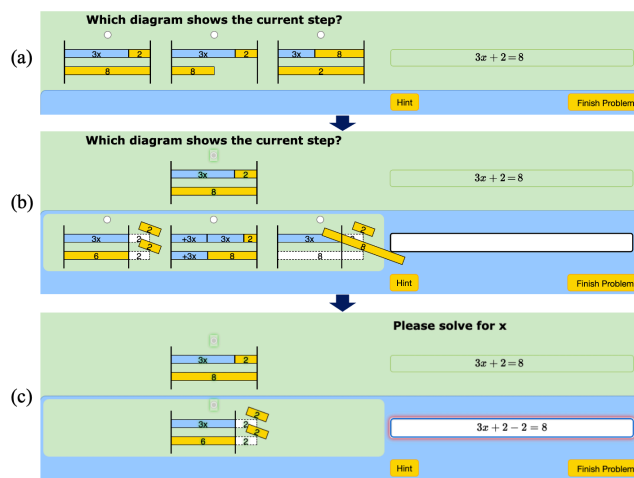 Which diagram shows the current step?
(a)
3x 2
8
3x 2
8
3x 8
2
3x + 2 = 8
Hint
Finish Problem
Which diagram shows the current step?
(b)
3x 2
8
3x + 2 = 8
3x 2 2
6 2 2
+3x 3x 2
+3x 8
3x 2
8 8
Hint
Finish Problem
Please solve for x
(c)
3x 2
8
3x + 2 = 8
3x 2 2
6 2 2
3x + 2 − 2 = 8
Hint
Finish Problem